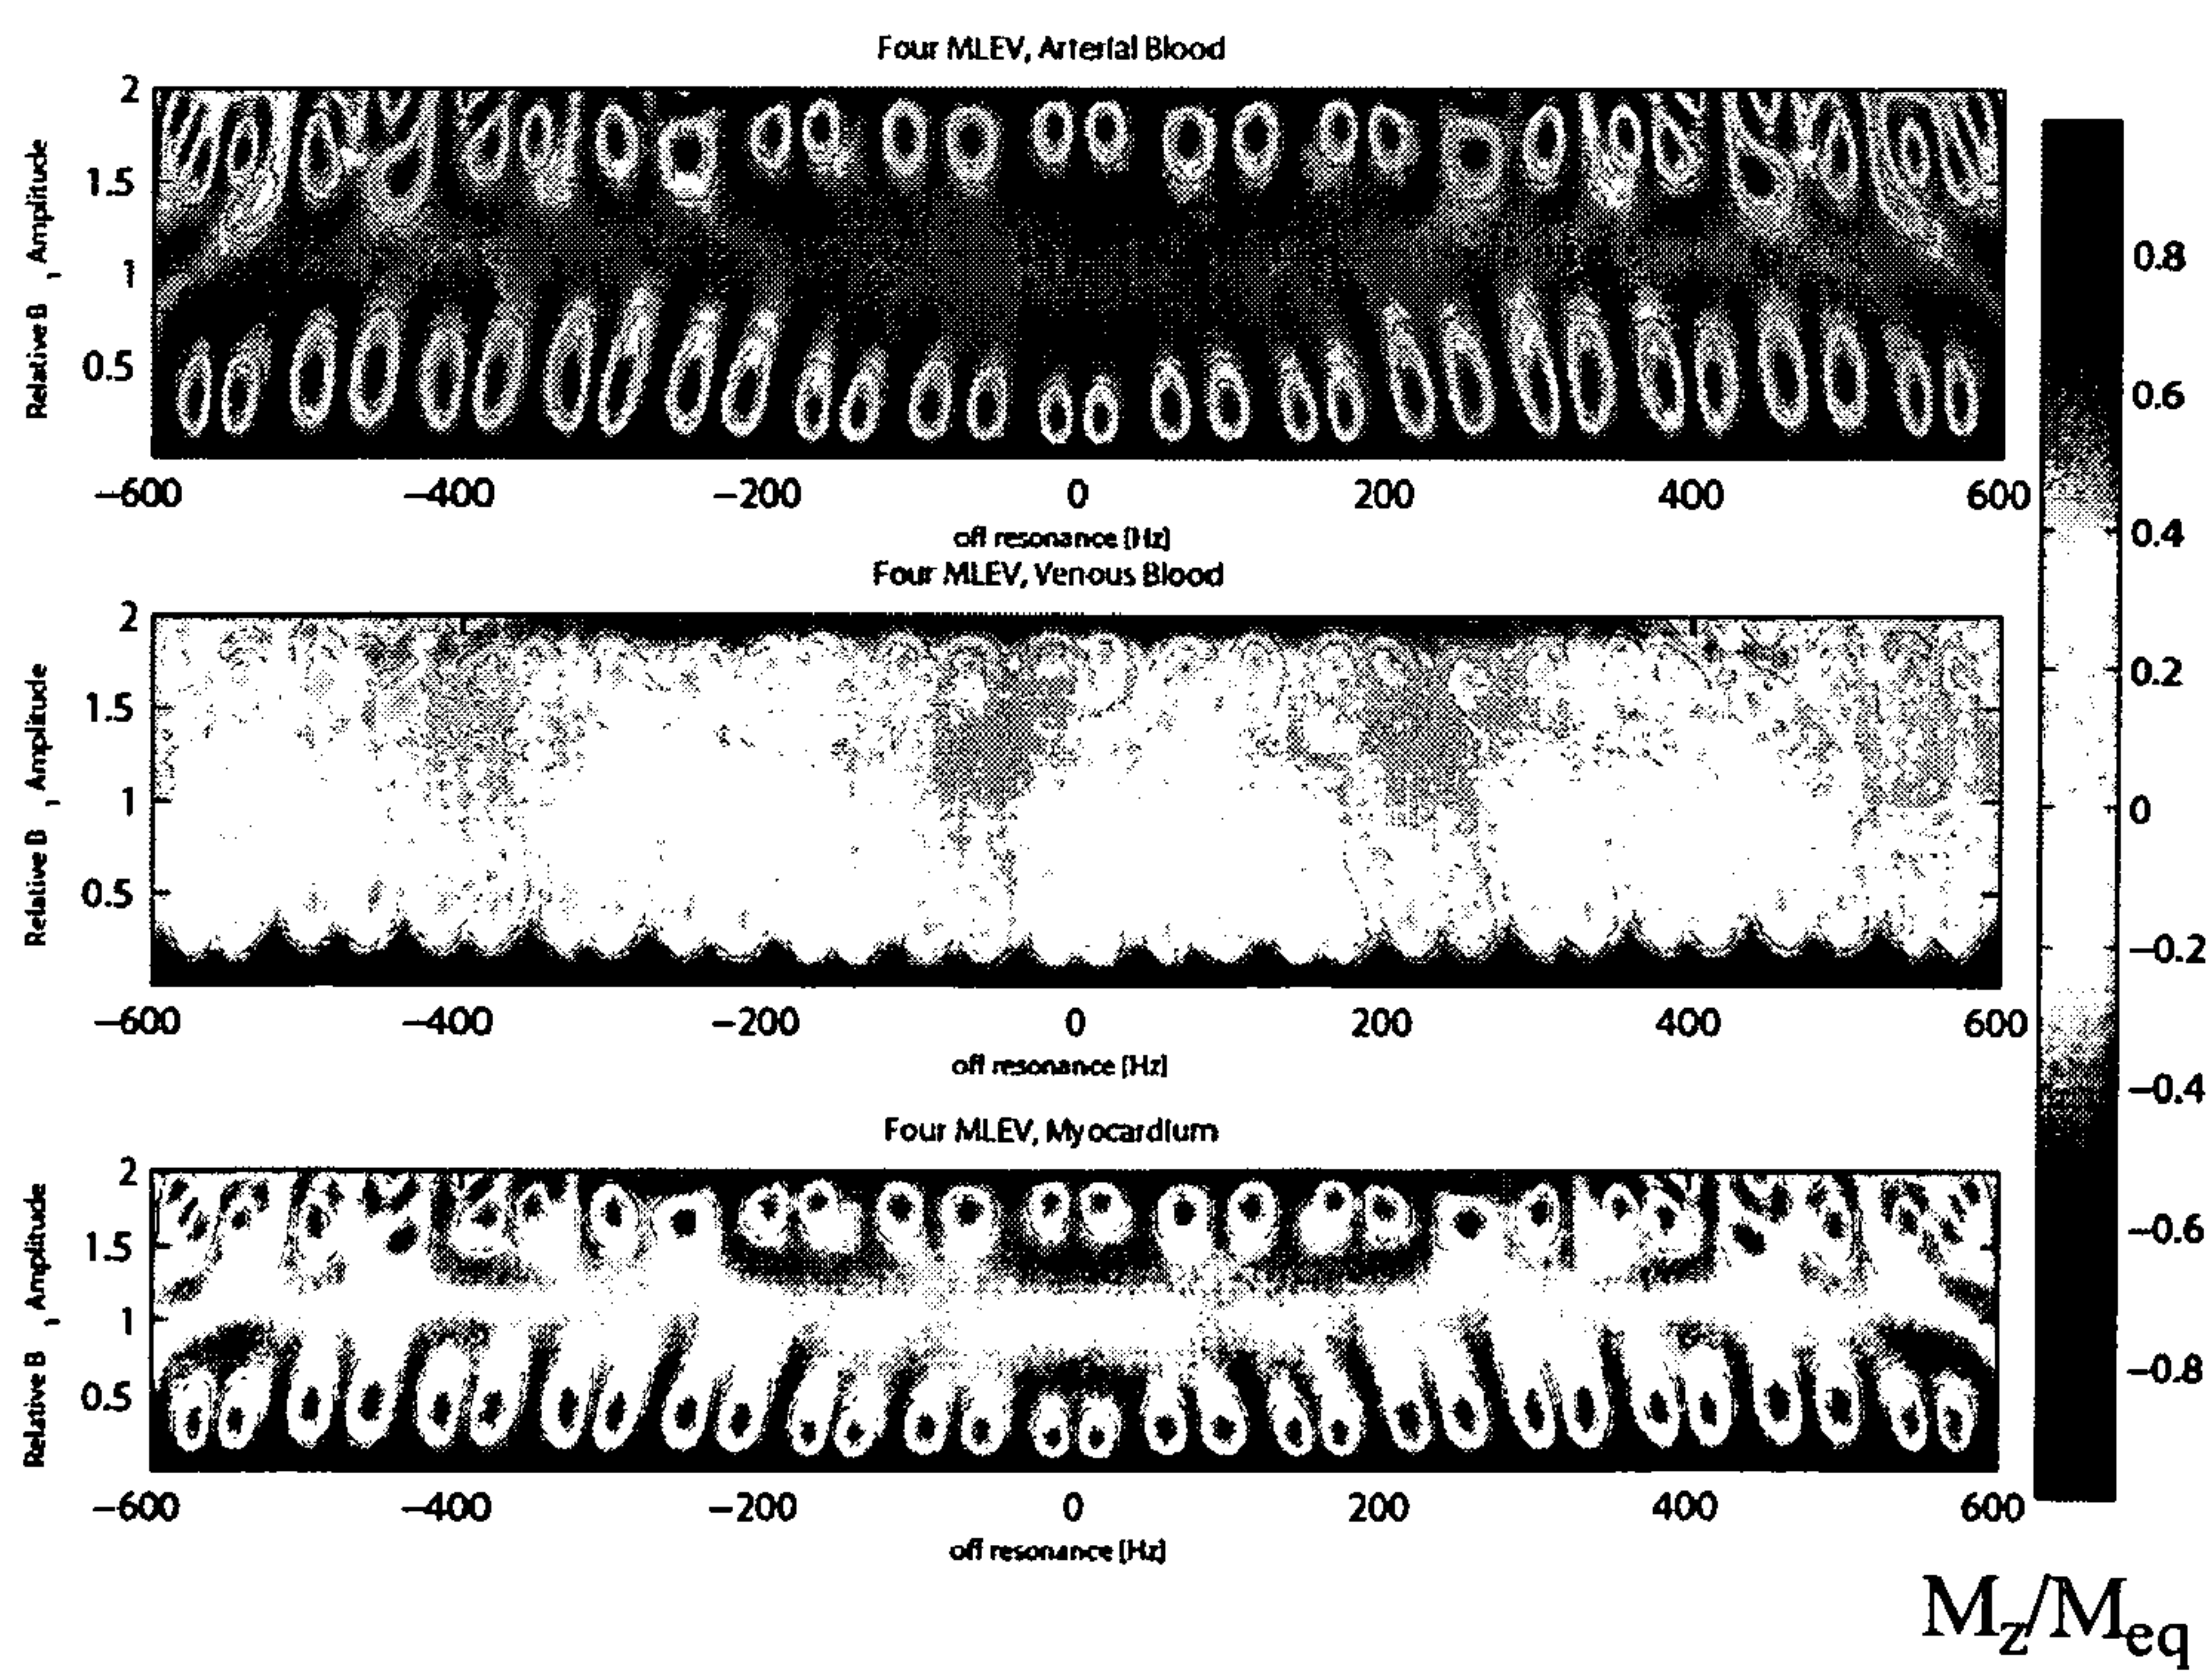 Four MLEV, Arterial Blood
Relative B1 Amplitude
2
1.5
1
0.5
−600 −400 −200 0 200 400 600
off resonance [Hz]
Four MLEV, Venous Blood
Relative B1 Amplitude
2
1.5
1
0.5
−600 −400 −200 0 200 400 600
off resonance [Hz]
Four MLEV, Myocardium
Relative B1 Amplitude
2
1.5
1
0.5
−600 −400 −200 0 200 400 600
off resonance [Hz]
0.8
0.6
0.4
0.2
0
−0.2
−0.4
−0.6
−0.8
Mz/Meq